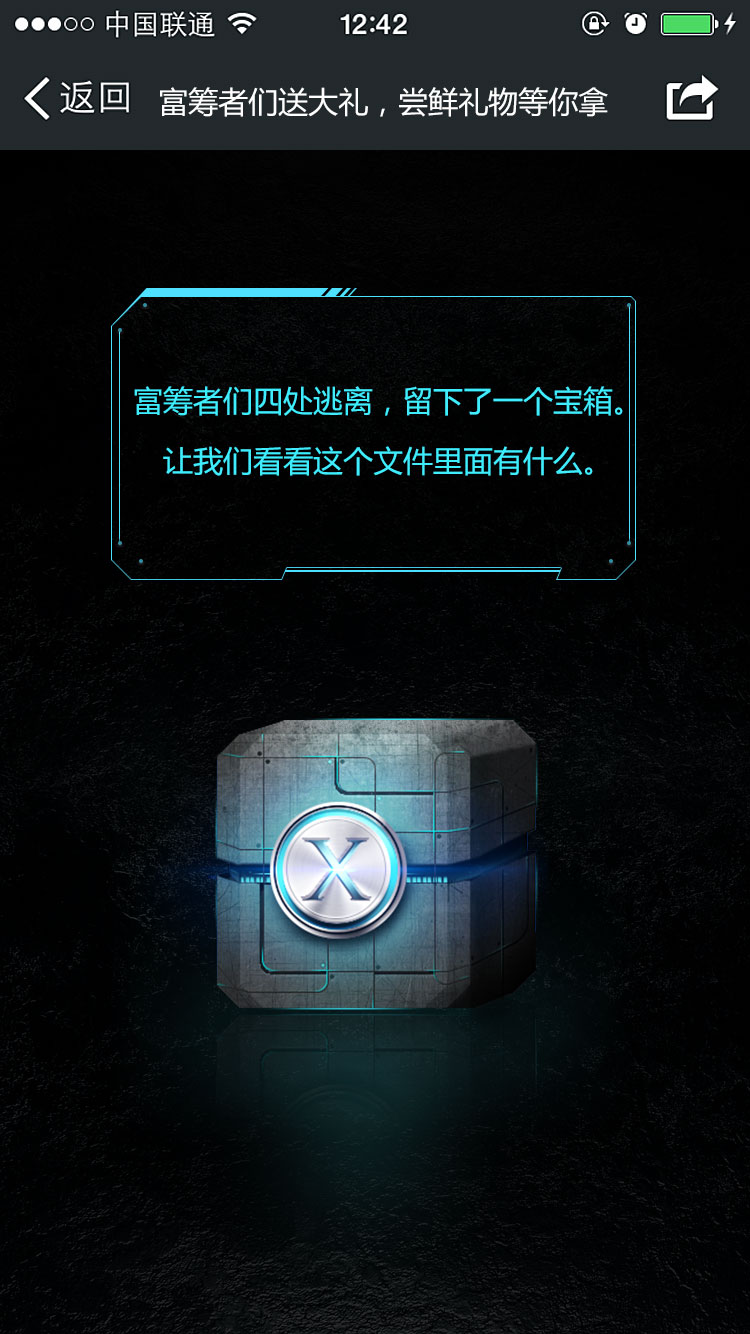 中国联通
12:42
返回
富筹者们送大礼，尝鲜礼物等你拿
富筹者们四处逃离，留下了一个宝箱。
让我们看看这个文件里面有什么。
X